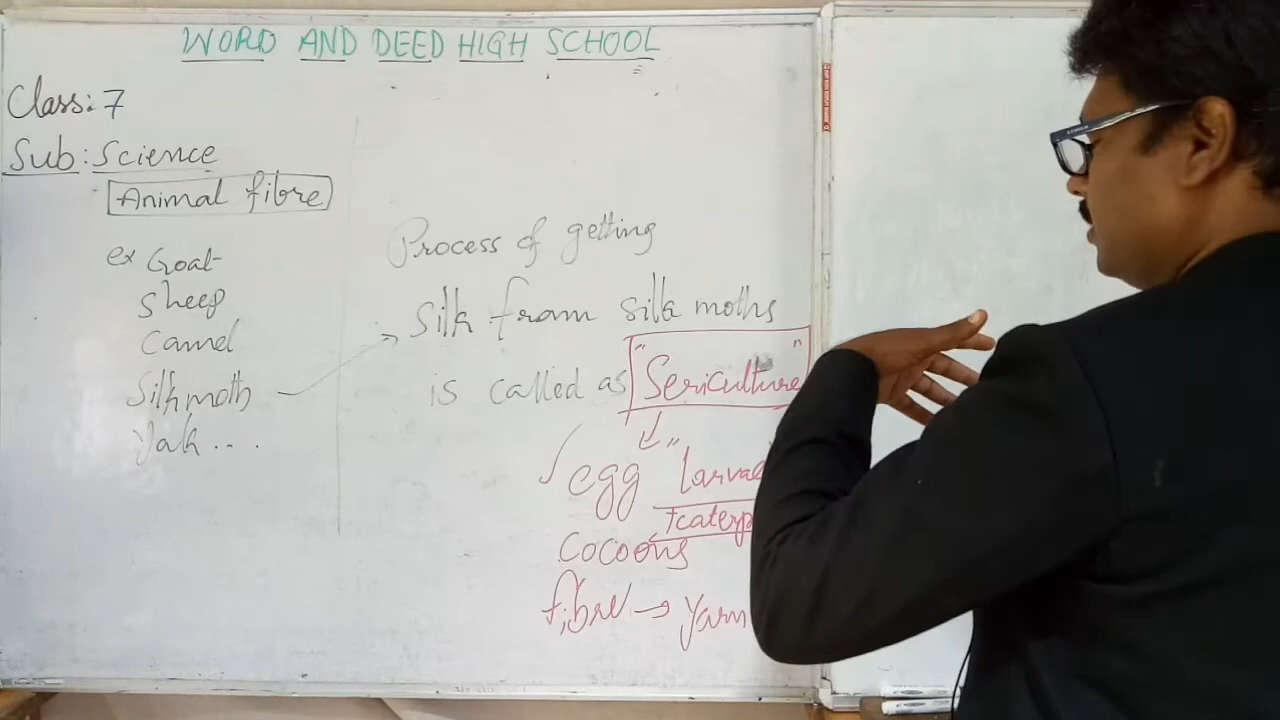 WORD AND DEED HIGH SCHOOL
Class: 7
Sub: Science
Animal fibre
ex Goat
Sheep
Camel
Silkmoth
Yak ...
Process of getting
Silk from silk moths
is called as "Sericulture"
egg "larvae
caterp
Cocoons
fibre → yarn